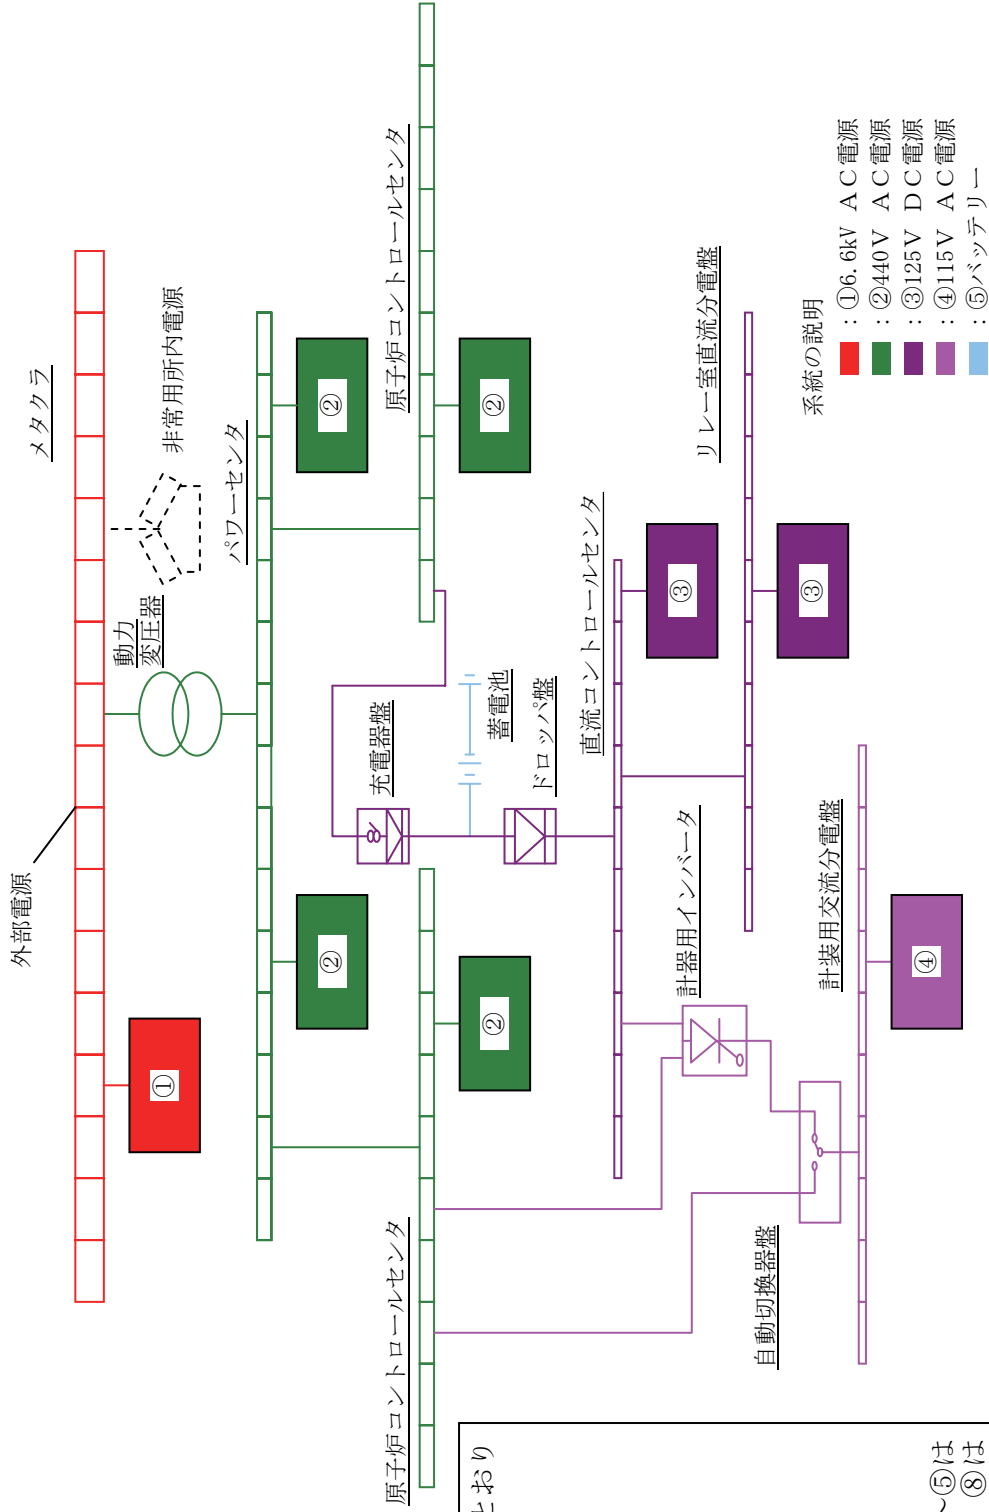 外部電源
メタクラ
①
動力
変圧器
非常用所内電源
パワーセンタ
②
②
原子炉コントロールセンタ
原子炉コントロールセンタ
②
②
充電器盤
蓄電池
ドロッパ盤
直流コントロールセンタ
③
リレー室直流分電盤
③
計器用インバータ
自動切換器盤
計装用交流分電盤
④
系統の説明
：①6.6kV ＡＣ電源
：②440V ＡＣ電源
：③125V ＤＣ電源
：④115V ＡＣ電源
：⑤バッテリー
とおり
～⑤は
⑧は